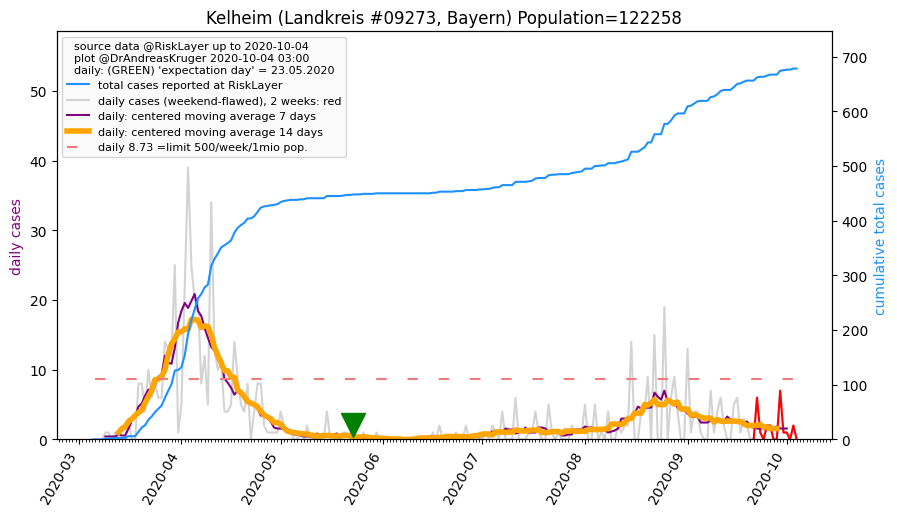 Kelheim (Landkreis #09273, Bayern) Population=122258
source data @RiskLayer up to 2020-10-04
plot @DrAndreasKruger 2020-10-04 03:00
daily: (GREEN) 'expectation day' = 23.05.2020
total cases reported at RiskLayer
daily cases (weekend-flawed), 2 weeks: red
daily: centered moving average 7 days
daily: centered moving average 14 days
daily 8.73 =limit 500/week/1mio pop.
daily cases
50
40
30
20
10
0
cumulative total cases
700
600
500
400
300
200
100
0
2020-03
2020-04
2020-05
2020-06
2020-07
2020-08
2020-09
2020-10